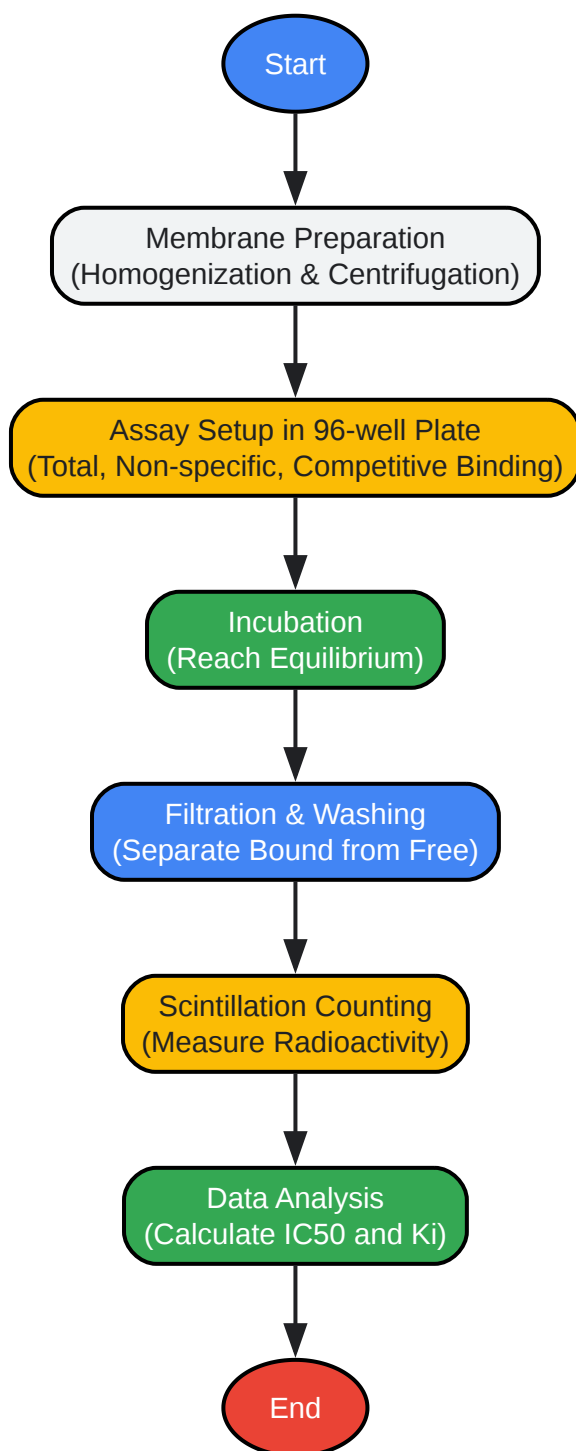 Start
Membrane Preparation
(Homogenization & Centrifugation)
Assay Setup in 96-well Plate
(Total, Non-specific, Competitive Binding)
Incubation
(Reach Equilibrium)
Filtration & Washing
(Separate Bound from Free)
Scintillation Counting
(Measure Radioactivity)
Data Analysis
(Calculate IC50 and Ki)
End